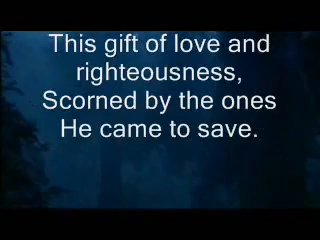 This gift of love and
righteousness,
Scorned by the ones
He came to save.